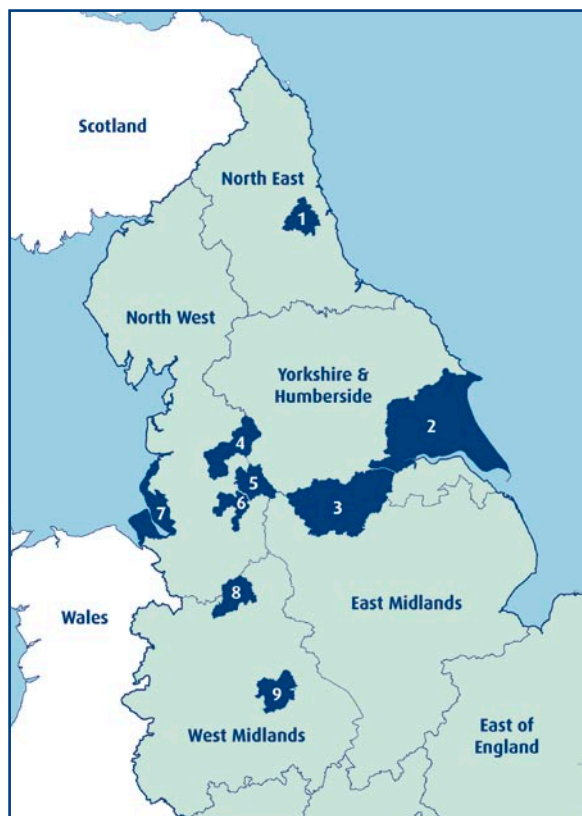 Scotland
North East
1
North West
Yorkshire &
Humberside
2
4
5
3
6
7
8
East Midlands
Wales
9
West Midlands
East of
England